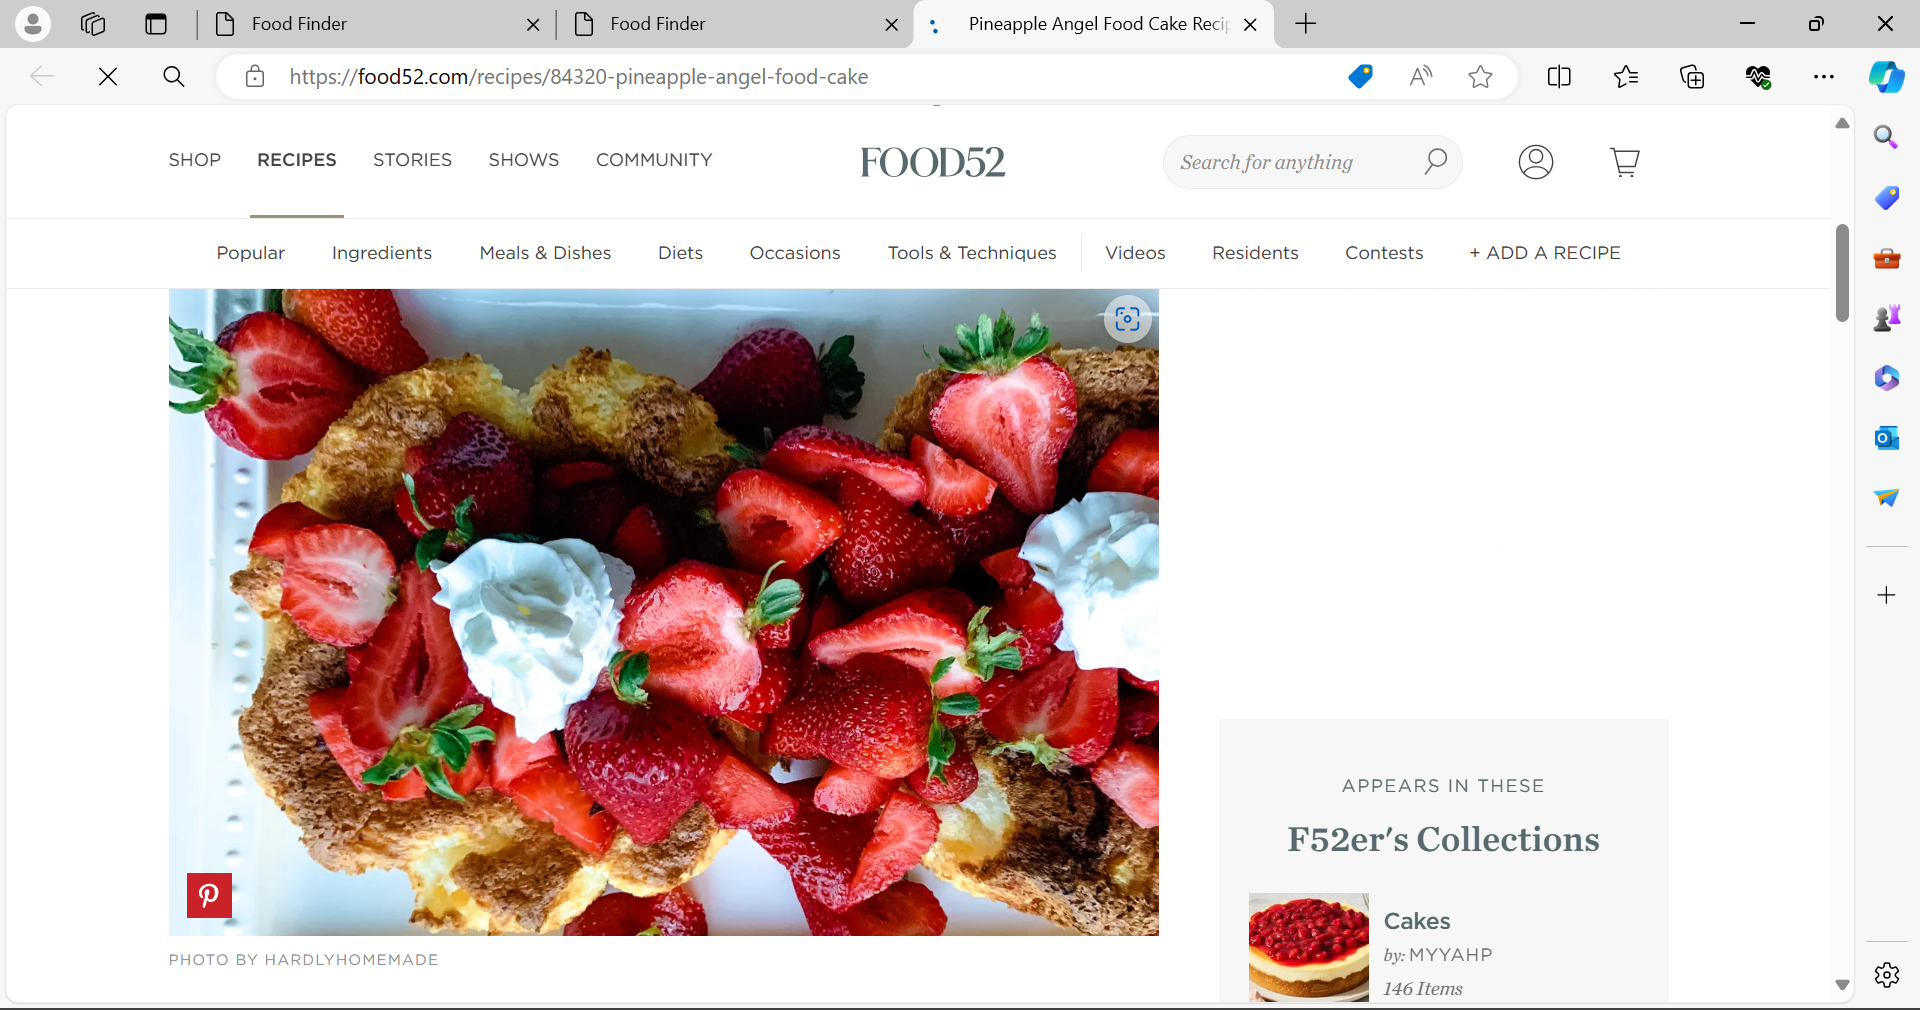 Food Finder
Food Finder
Pineapple Angel Food Cake Reci
https://food52.com/recipes/84320-pineapple-angel-food-cake
SHOP RECIPES STORIES SHOWS COMMUNITY
FOOD52
Search for anything
Popular Ingredients Meals & Dishes Diets Occasions Tools & Techniques Videos Residents Contests + ADD A RECIPE
PHOTO BY HARDLYHOMEMADE
APPEARS IN THESE
F52er's Collections
Cakes
by: MYYAHP
146 Items